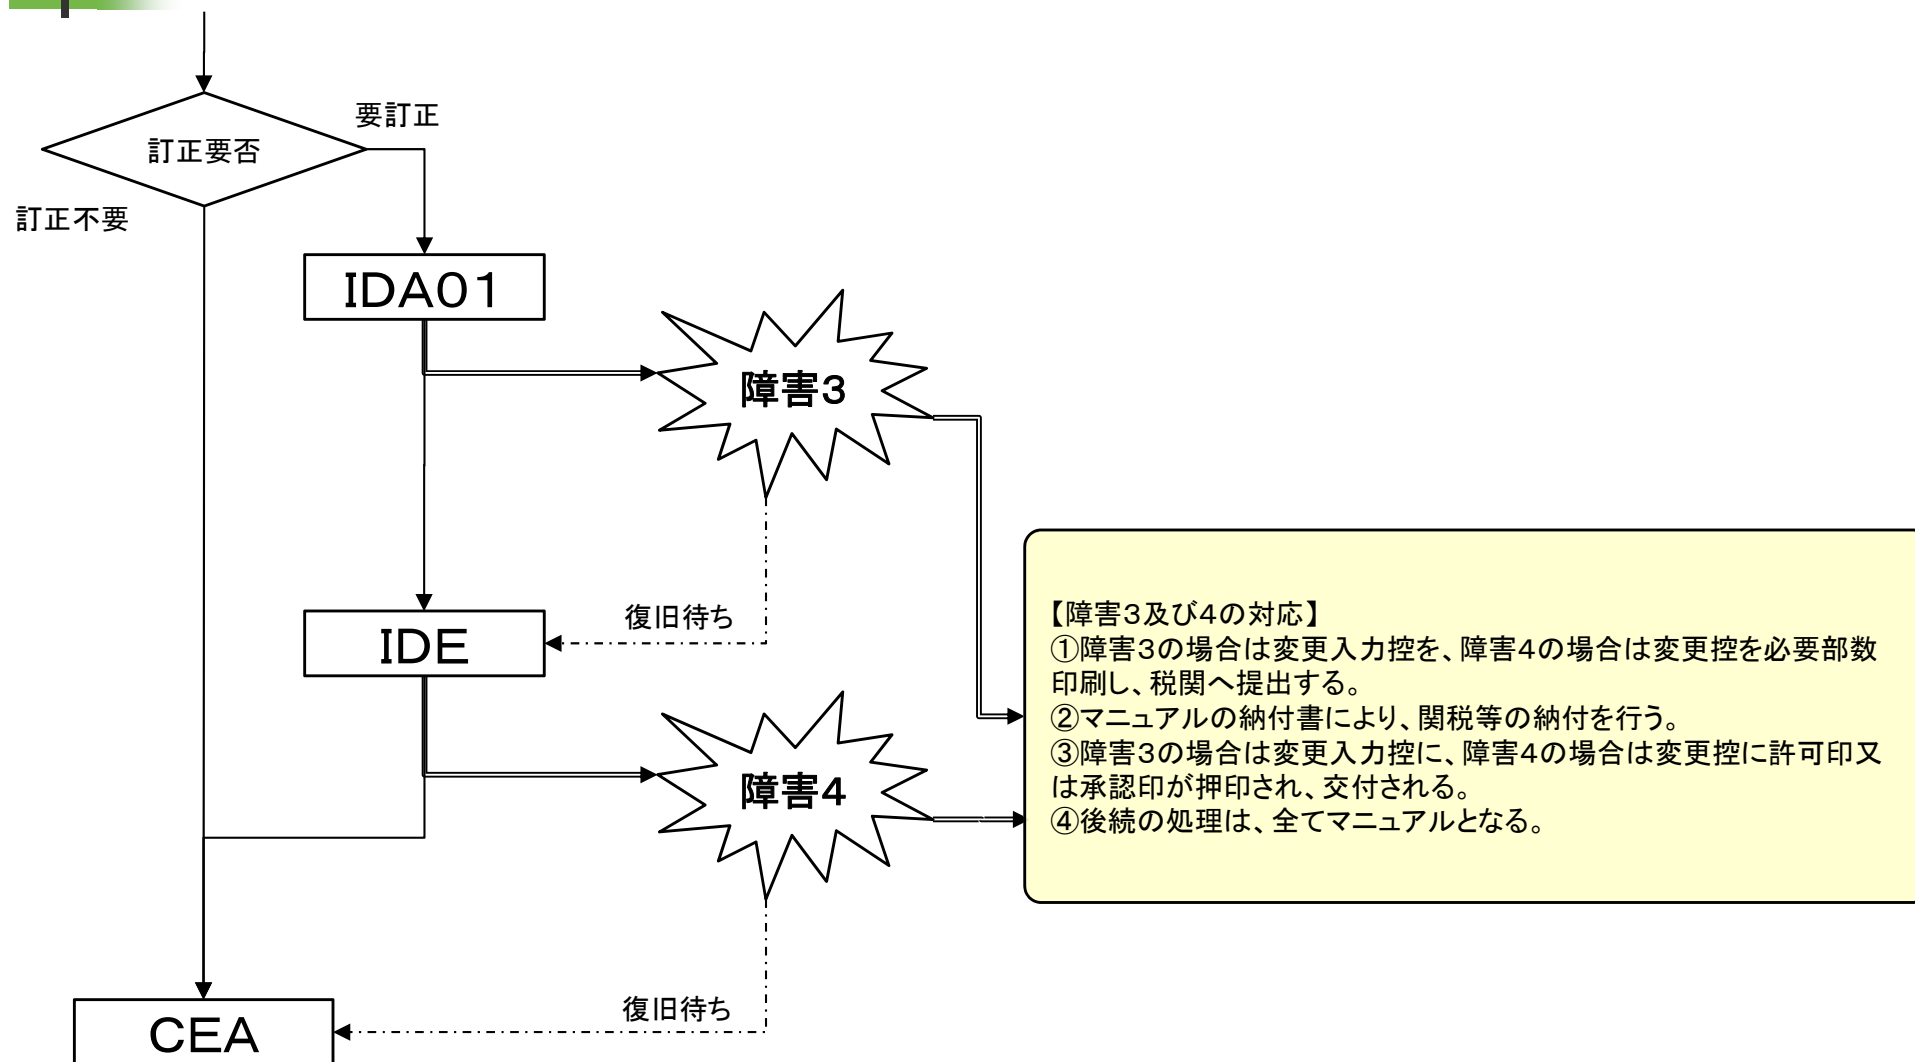 要訂正
訂正要否
訂正不要
IDA01
障害3
【障害3及び4の対応】
①障害3の場合は変更入力控を、障害4の場合は変更控を必要部数
印刷し、税関へ提出する。
②マニュアルの納付書により、関税等の納付を行う。
③障害3の場合は変更入力控に、障害4の場合は変更控に許可印又
は承認印が押印され、交付される。
④後続の処理は、全てマニュアルとなる。
復旧待ち
IDE
障害4
復旧待ち
CEA